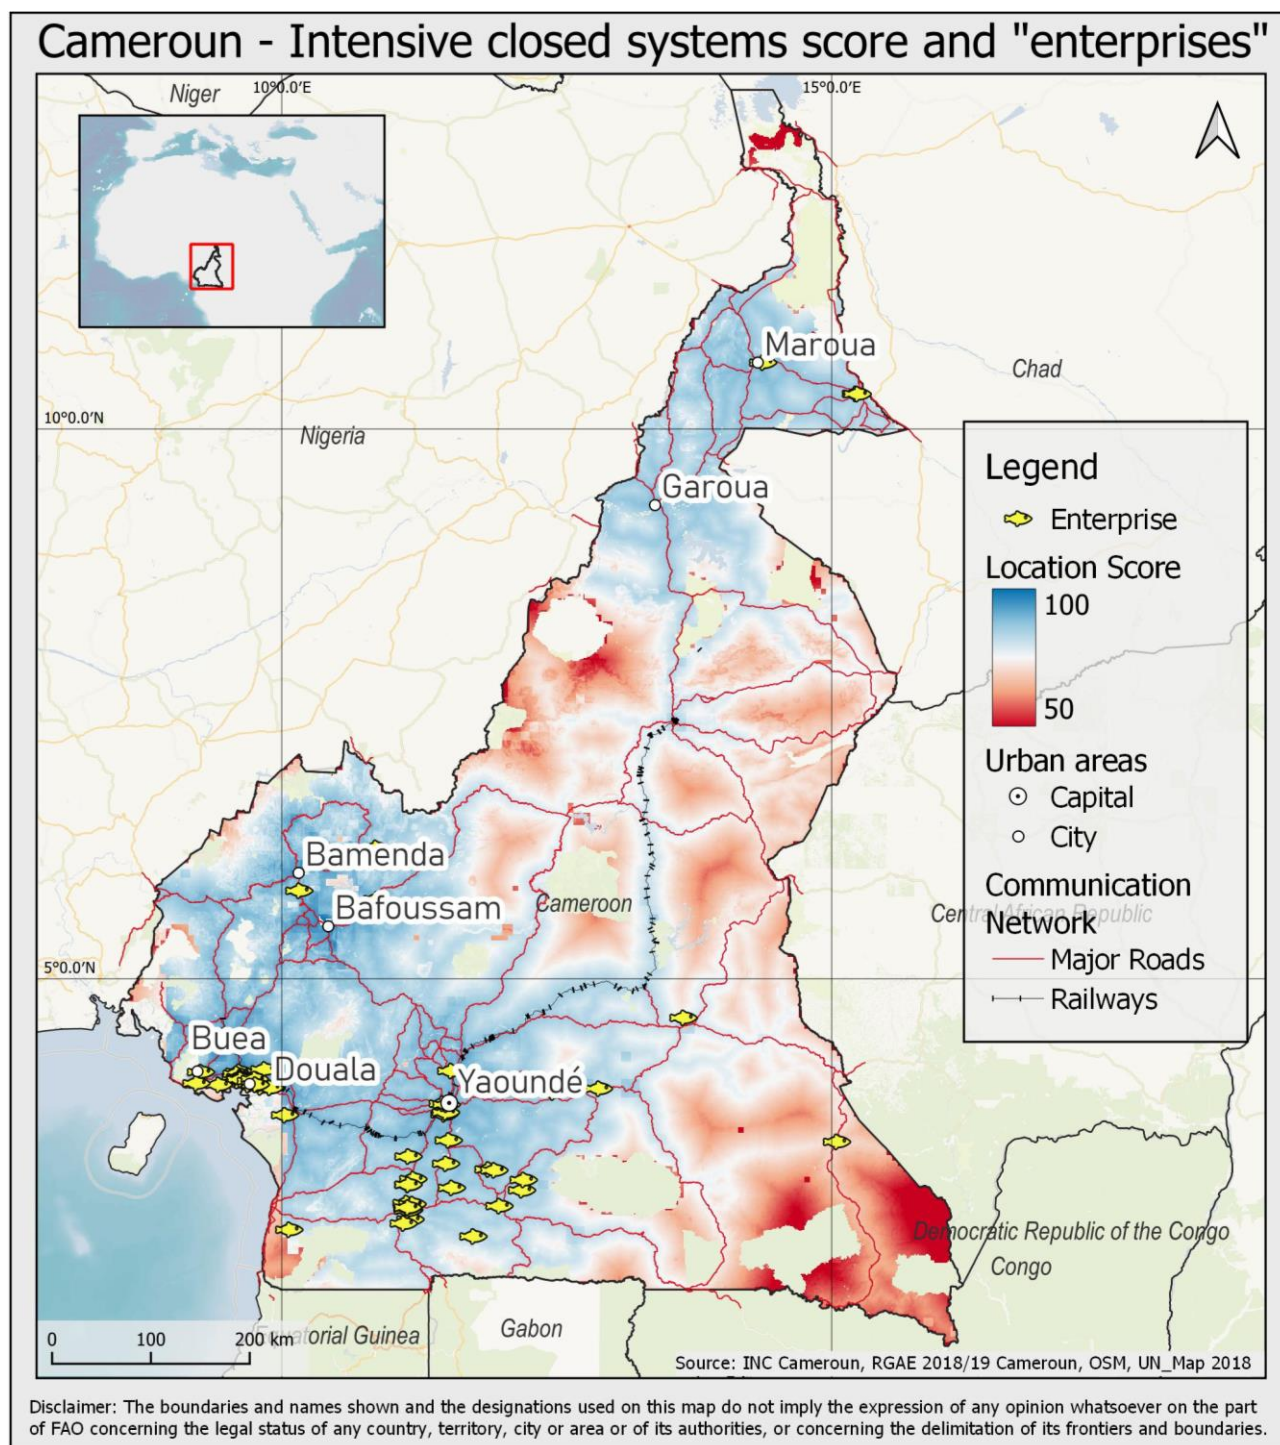 Cameroun - Intensive closed systems score and "enterprises"
10°0.0'E
15°0.0'E
Niger
Maroua
Chad
10°0.0'N
Nigeria
Garoua
Legend
Enterprise
Location Score
100
50
Urban areas
Capital
City
Communication
Network
Major Roads
Railways
Bamenda
Bafoussam
Cameroon
Central African Republic
5°0.0'N
Buea
Douala
Yaoundé
Democratic Republic of the Congo
Congo
Equatorial Guinea
Gabon
0 100 200 km
Source: INC Cameroun, RGAE 2018/19 Cameroun, OSM, UN_Map 2018
Disclaimer: The boundaries and names shown and the designations used on this map do not imply the expression of any opinion whatsoever on the part
of FAO concerning the legal status of any country, territory, city or area or of its authorities, or concerning the delimitation of its frontiers and boundaries.